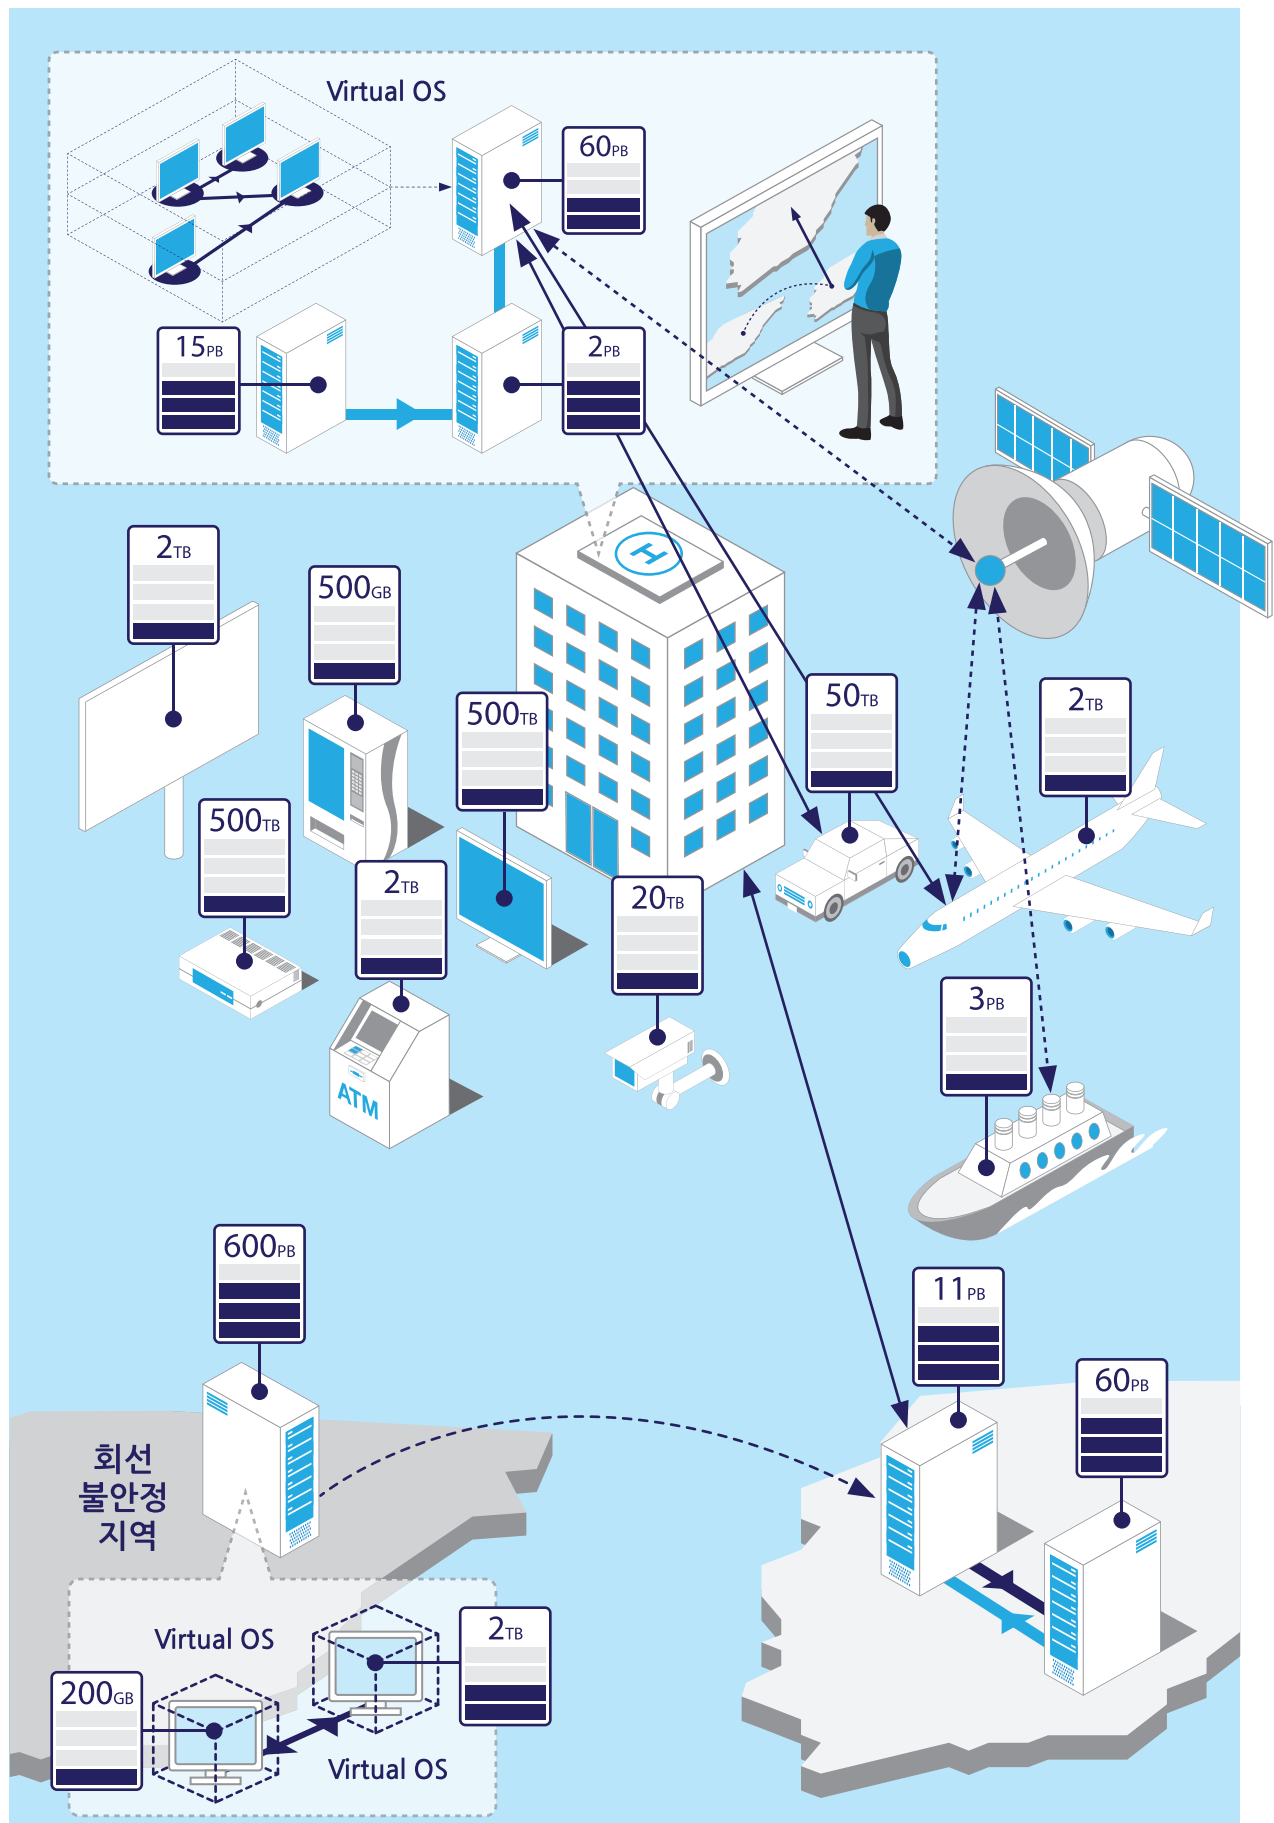 Virtual OS
60PB
15PB
2PB
H
2TB
500GB
500TB
50TB
2TB
500TB
2TB
20TB
3PB
ATM
600PB
11PB
60PB
회선
불안정
지역
Virtual OS
2TB
200GB
Virtual OS